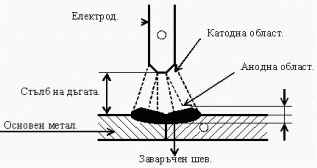 Електрод.
Катодна област.
Анодна област.
Стълб на дъгата.
Основен метал.
Заваръчен шев.